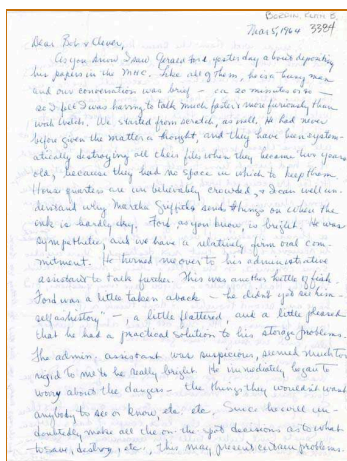 BORDIN, RUTH B.
3384
Mar 5, 1964
Dear Bob & Clever,
As you know I saw Gerald Ford yesterday about depositing
his papers in the MHC. Like all of them, he is a busy man
and our conversation was brief — ca 20 minutes or so —
so I feel I was having to talk much faster & more furiously than
with . We started from scratch, as well. He had never
before given the matter a thought, and they have been system-
atically destroying all their files when they became two years
old, because they had no space in which to keep them.
House quarters are unbelievably crowded, & I can well un-
derstand why Martha Griffiths sends things on when the
ink is hardly dry. Ford, as you know, is bright. He was
sympathetic, and we have a relatively firm oral com-
mitment. He turned me over to his administrative
assistant to talk further. This was another kettle of fish.
Ford was a little taken aback — "he didn't see him-
self as history" —, a little flattered, and a little pleased
that he had a practical solution to his storage problems.
The admin. assistant was suspicious, seemed much too
rigid to me to be really bright. He immediately began to
worry about the dangers — the things they wouldn't want
anybody to see or know, etc. etc. Since he will un-
doubtedly make all the on-the-spot decisions as to what
to save, destroy, etc., this may present certain problems.